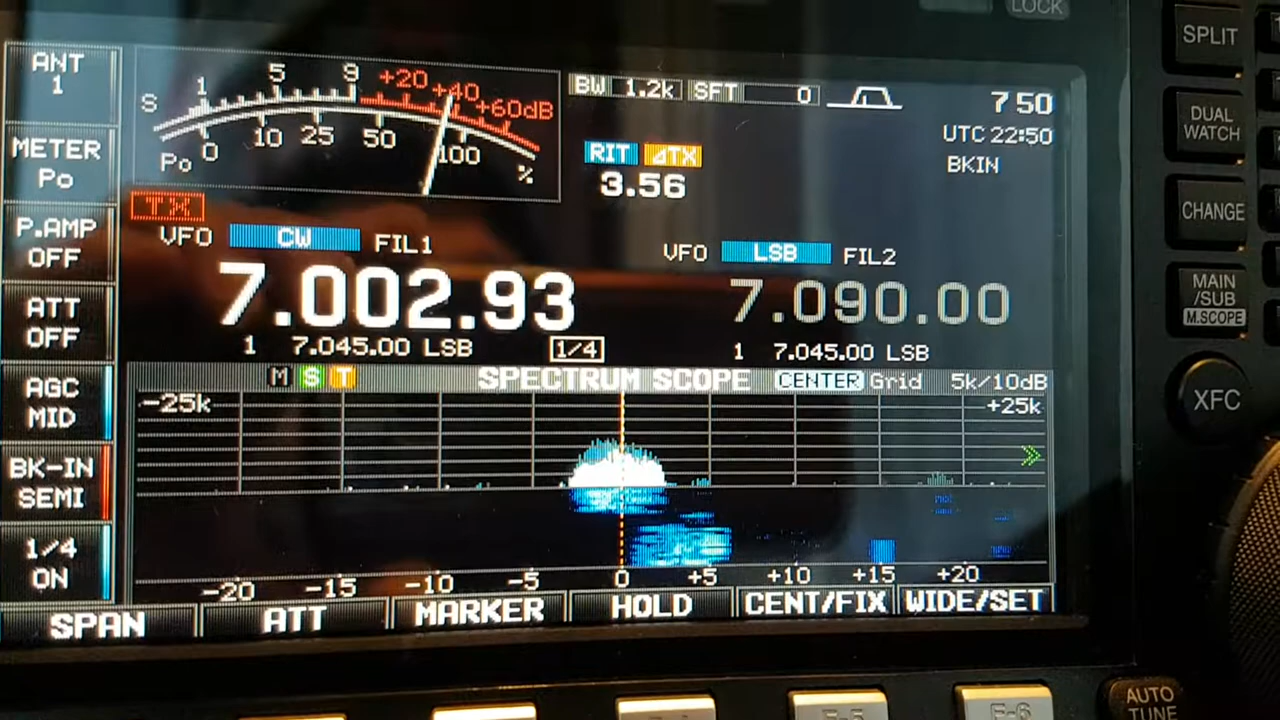 LOCK
ANT
1
METER
Po
P.AMP
OFF
ATT
OFF
AGC
MID
BK-IN
SEMI
1/4
ON
S 1 5 9 +20 +40 +60dB
Po 0 10 25 50 100 %
BW 1.2k SFT 0
7 50
UTC 22:50
BKIN
RIT ΔTX
3.56
TX
VFO CW FIL1
7.002.93
1 7.045.00 LSB 1/4
VFO LSB FIL2
7.090.00
1 7.045.00 LSB
M S T SPECTRUM SCOPE CENTER Grid 5k/10dB
-25k +25k
-20 -15 -10 -5 0 +5 +10 +15 +20
SPAN ATT MARKER HOLD CENT/FIX WIDE/SET
SPLIT
DUAL
WATCH
CHANGE
MAIN
/SUB
M.SCOPE
XFC
F-5 F-6
AUTO
TUNE